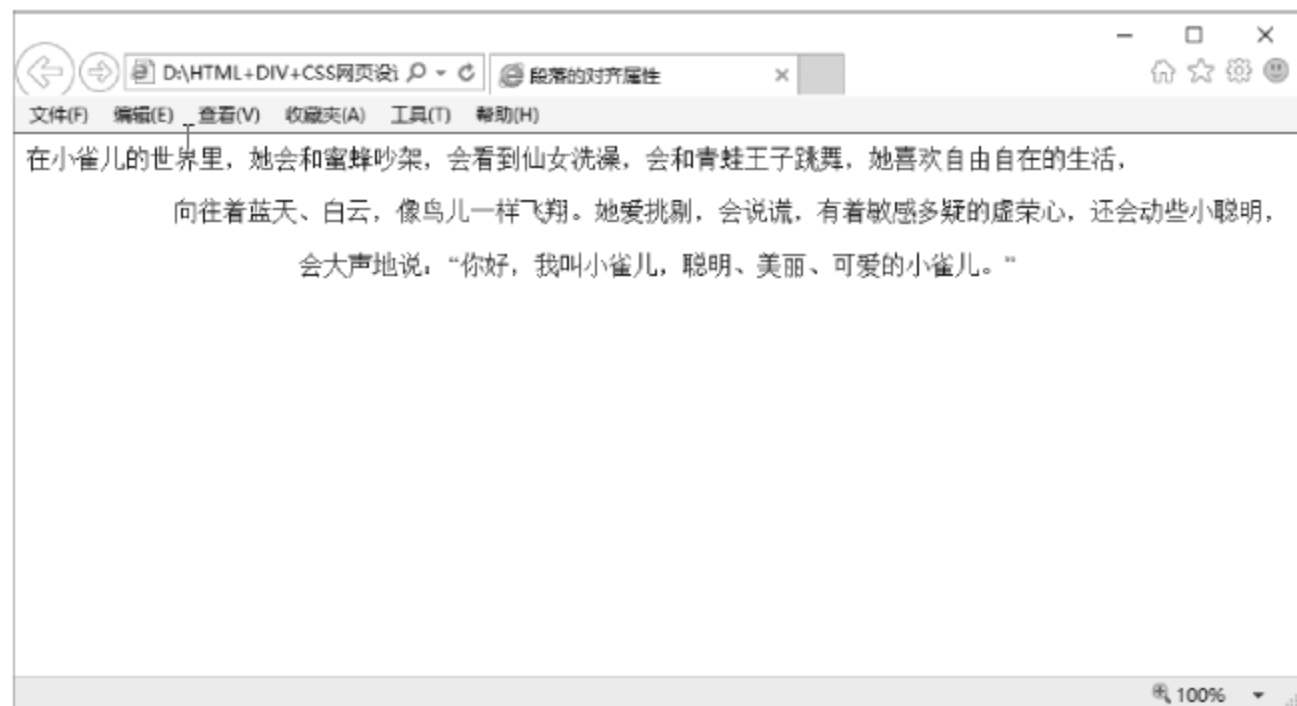 D:\HTML+DIV+CSS网页设 段落的对齐属性
文件(F) 编辑(E) 查看(V) 收藏夹(A) 工具(T) 帮助(H)
在小雀儿的世界里，她会和蜜蜂吵架，会看到仙女洗澡，会和青蛙王子跳舞，她喜欢自由自在的生活，
向往着蓝天、白云，像鸟儿一样飞翔。她爱挑剔，会说谎，有着敏感多疑的虚荣心，还会动些小聪明，
会大声地说：“你好，我叫小雀儿，聪明、美丽、可爱的小雀儿。”
100%